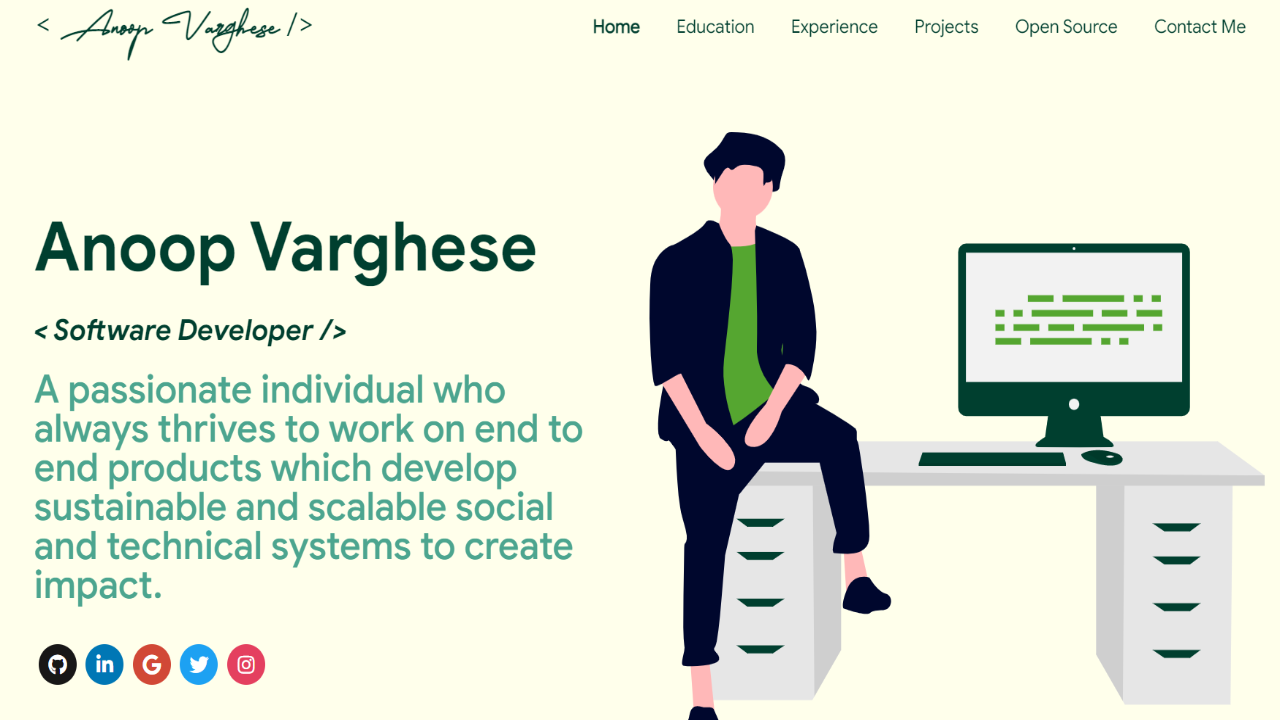 < Anoop Varghese />
Home Education Experience Projects Open Source Contact Me
Anoop Varghese
< Software Developer />
A passionate individual who
always thrives to work on end to
end products which develop
sustainable and scalable social
and technical systems to create
impact.
in G